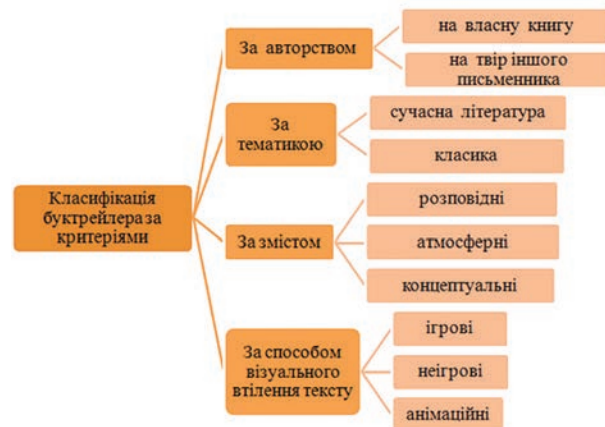 Класифікація
буктрейлера за
критеріями
За авторством
на власну книгу
на твір іншого
письменника
За
тематикою
сучасна література
класика
За змістом
розповідні
атмосферні
концептуальні
За способом
візуального
втілення тексту
ігрові
неігрові
анімаційні